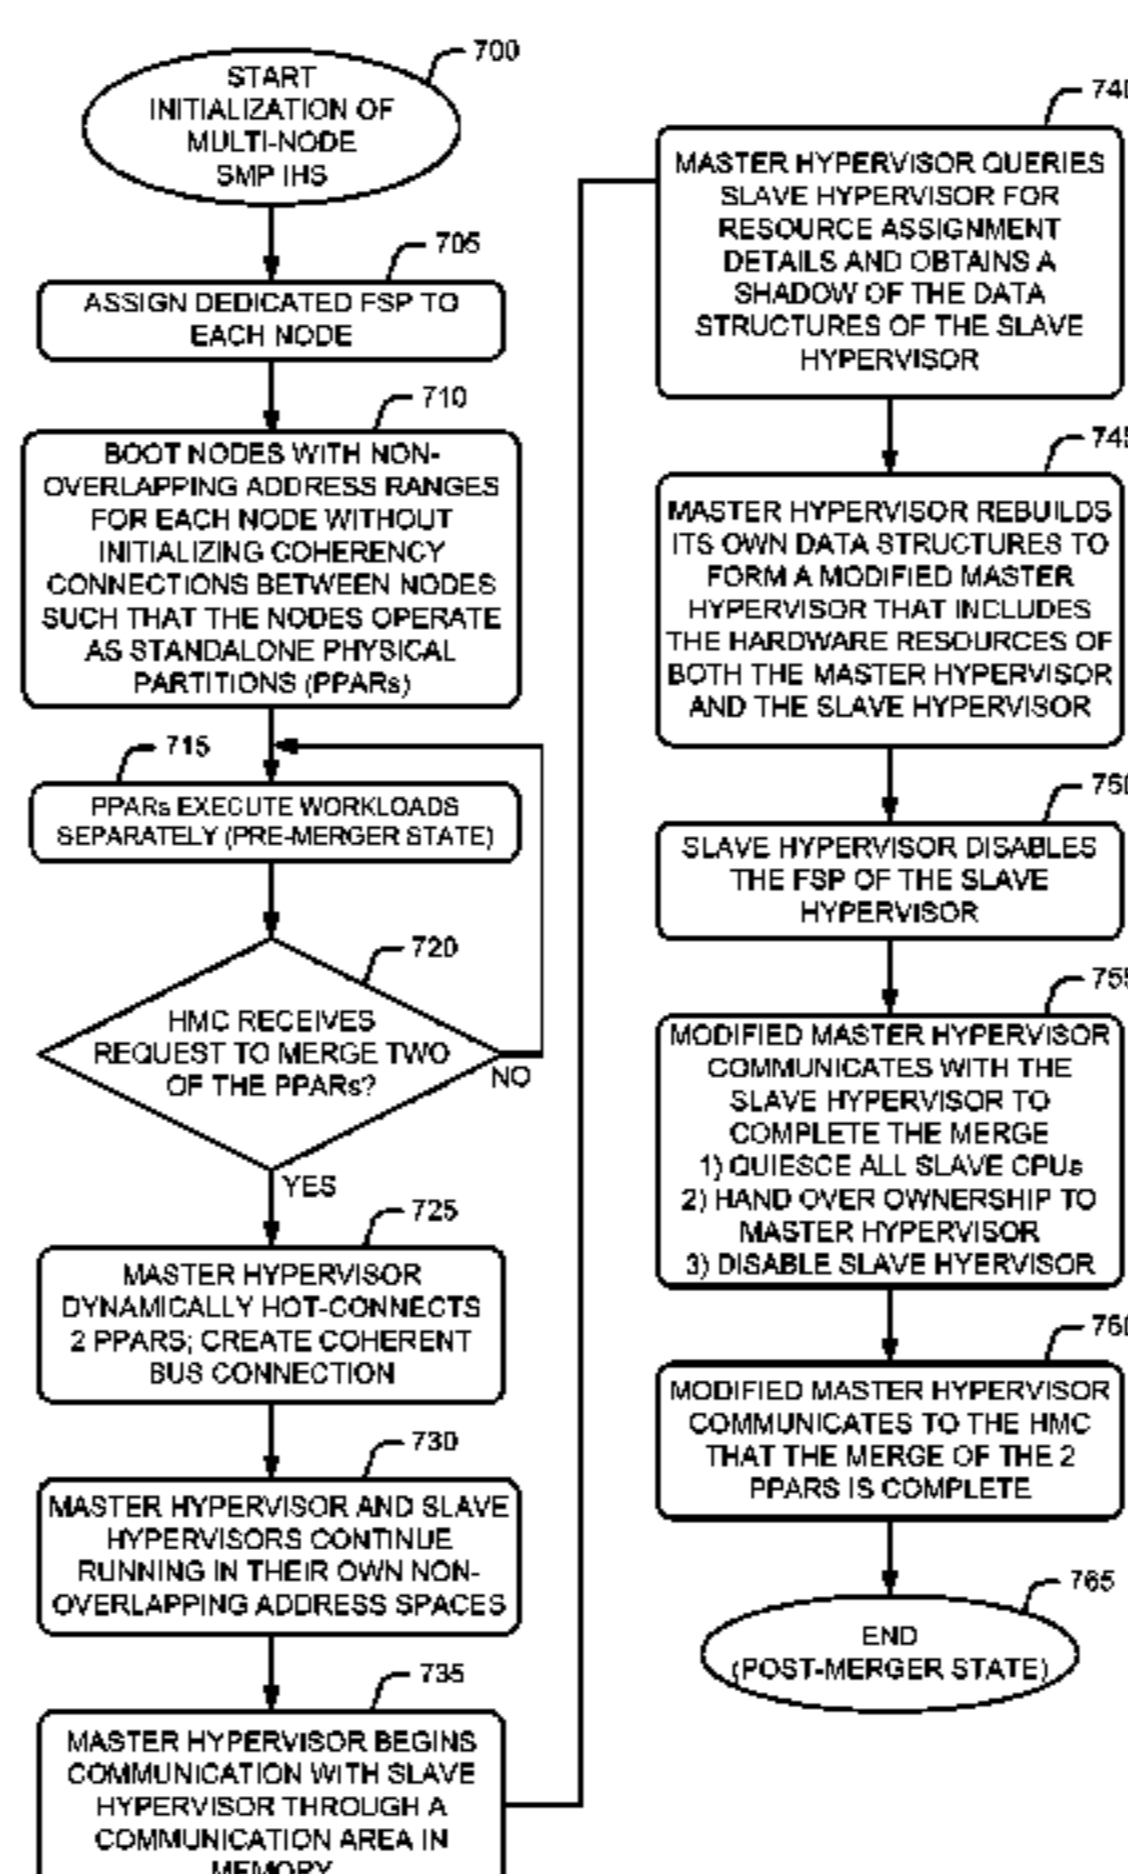 700
START
INITIALIZATION OF
MULTI-NODE
SMP IHS
705
ASSIGN DEDICATED FSP TO
EACH NODE
710
BOOT NODES WITH NON-
OVERLAPPING ADDRESS RANGES
FOR EACH NODE WITHOUT
INITIALIZING COHERENCY
CONNECTIONS BETWEEN NODES
SUCH THAT THE NODES OPERATE
AS STANDALONE PHYSICAL
PARTITIONS (PPARs)
715
PPARs EXECUTE WORKLOADS
SEPARATELY (PRE-MERGER STATE)
720
HMC RECEIVES
REQUEST TO MERGE TWO
OF THE PPARs?
NO
YES
725
MASTER HYPERVISOR
DYNAMICALLY HOT-CONNECTS
2 PPARS; CREATE COHERENT
BUS CONNECTION
730
MASTER HYPERVISOR AND SLAVE
HYPERVISORS CONTINUE
RUNNING IN THEIR OWN NON-
OVERLAPPING ADDRESS SPACES
735
MASTER HYPERVISOR BEGINS
COMMUNICATION WITH SLAVE
HYPERVISOR THROUGH A
COMMUNICATION AREA IN
MEMORY
740
MASTER HYPERVISOR QUERIES
SLAVE HYPERVISOR FOR
RESOURCE ASSIGNMENT
DETAILS AND OBTAINS A
SHADOW OF THE DATA
STRUCTURES OF THE SLAVE
HYPERVISOR
745
MASTER HYPERVISOR REBUILDS
ITS OWN DATA STRUCTURES TO
FORM A MODIFIED MASTER
HYPERVISOR THAT INCLUDES
THE HARDWARE RESOURCES OF
BOTH THE MASTER HYPERVISOR
AND THE SLAVE HYPERVISOR
750
SLAVE HYPERVISOR DISABLES
THE FSP OF THE SLAVE
HYPERVISOR
755
MODIFIED MASTER HYPERVISOR
COMMUNICATES WITH THE
SLAVE HYPERVISOR TO
COMPLETE THE MERGE
1) QUIESCE ALL SLAVE CPUs
2) HAND OVER OWNERSHIP TO
MASTER HYPERVISOR
3) DISABLE SLAVE HYERVISOR
760
MODIFIED MASTER HYPERVISOR
COMMUNICATES TO THE HMC
THAT THE MERGE OF THE 2
PPARS IS COMPLETE
765
END
(POST-MERGER STATE)